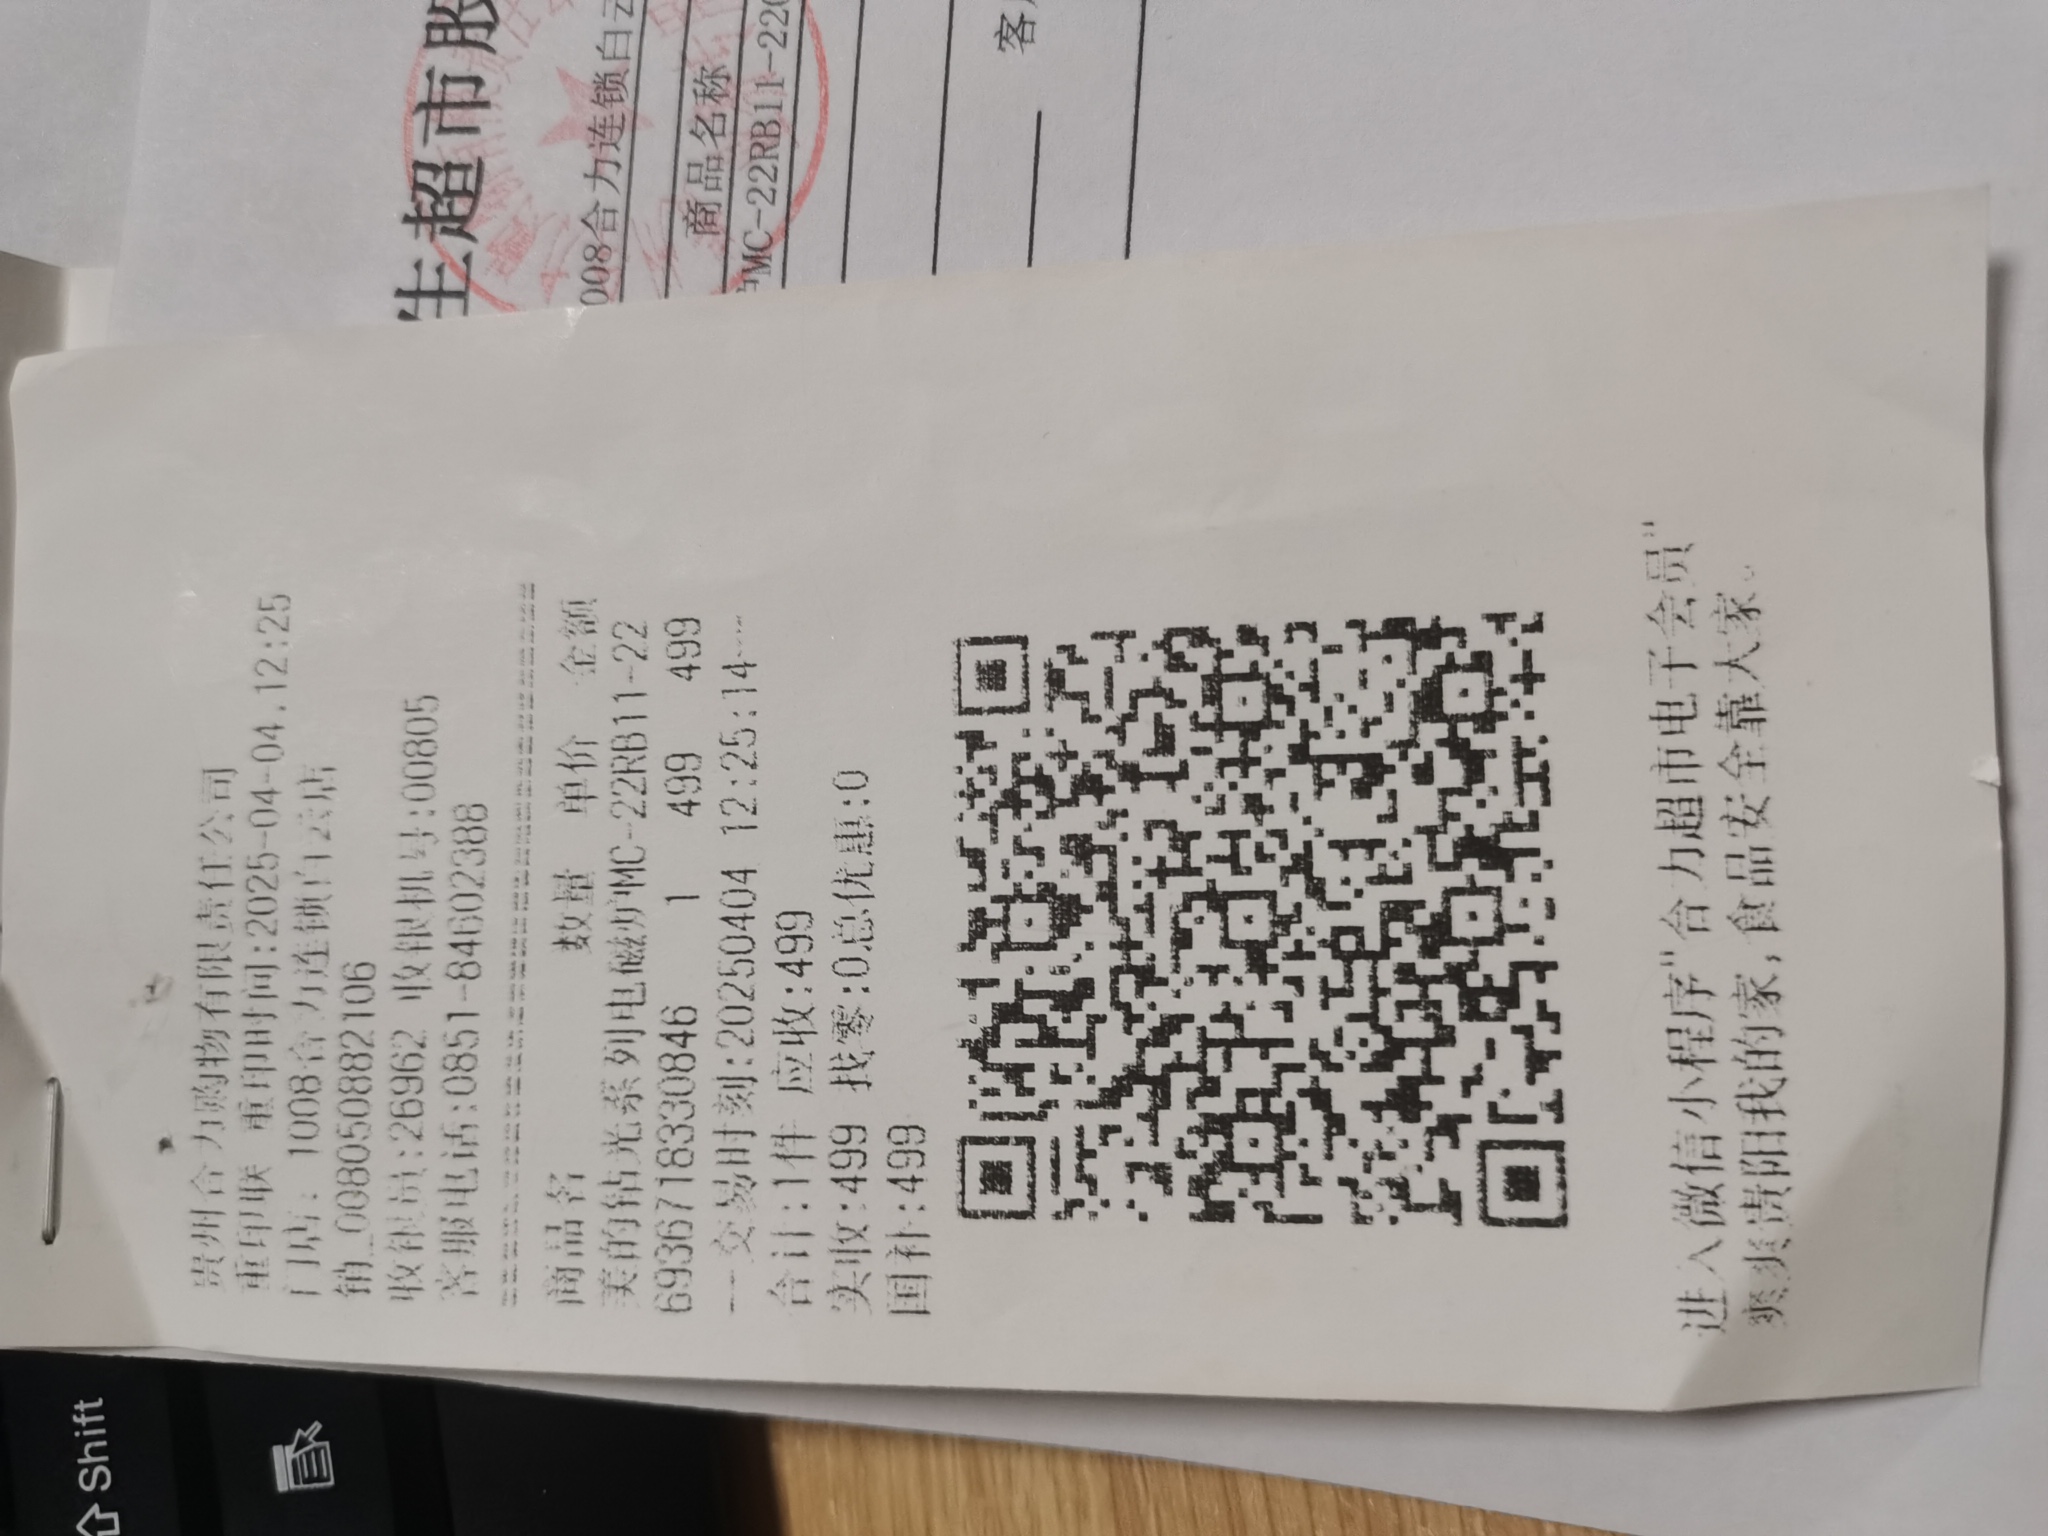 贵州合力购物有限责任公司
重印联 重印时间:2025-04-04.12:25
门店: 1008合力连锁白云店
销_0080508882106
收银员:26962 收银机号:00805
客服电话:0851-84602388
商品名 数量 单价 金额
美的钻光系列电磁炉MC-22RB11-22
6936718330846 1 499 499
--交易时刻:20250404 12:25:14--
合计:1件 应收:499
实收:499 找零:0总优惠:0
国补:499
进入微信小程序"合力超市电子会员"
爽爽贵阳我的家,食品安全靠大家。
生超市服
008合力连锁白云
商品名称
MC-22RB11-220
客
Shift